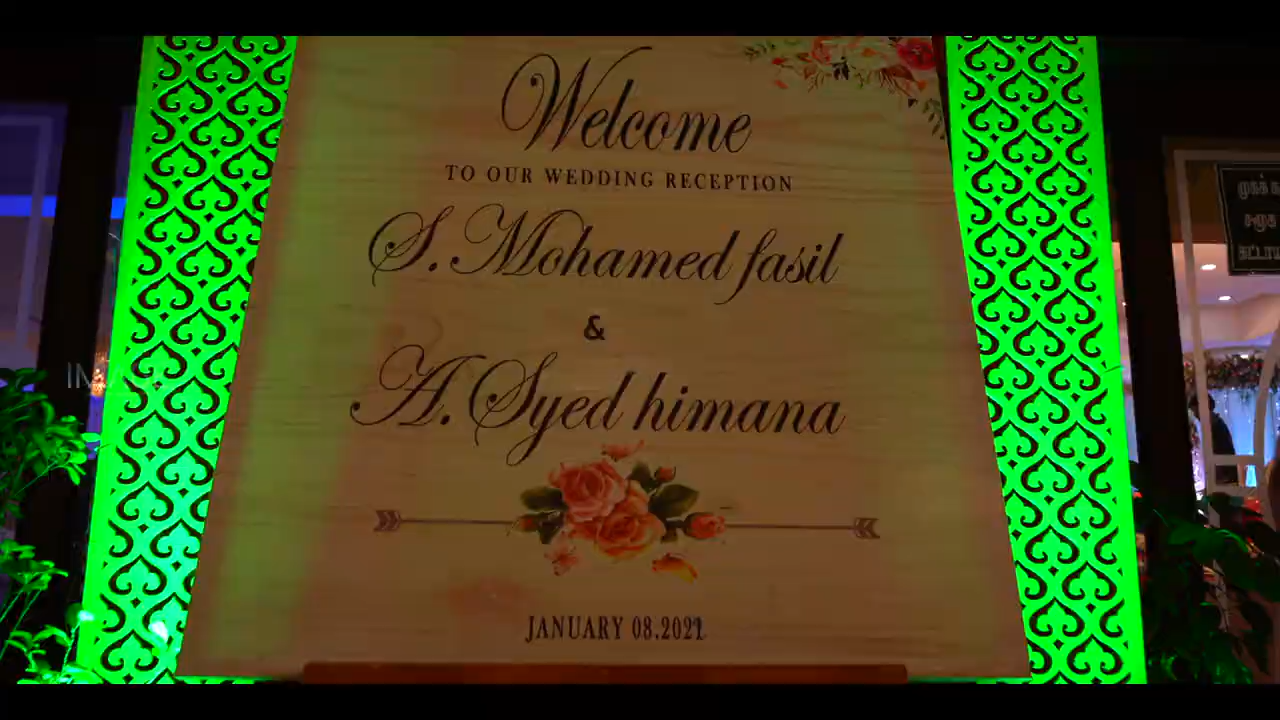 Welcome
TO OUR WEDDING RECEPTION
S. Mohamed fasil
&
A. Syed himana
JANUARY 08.2021